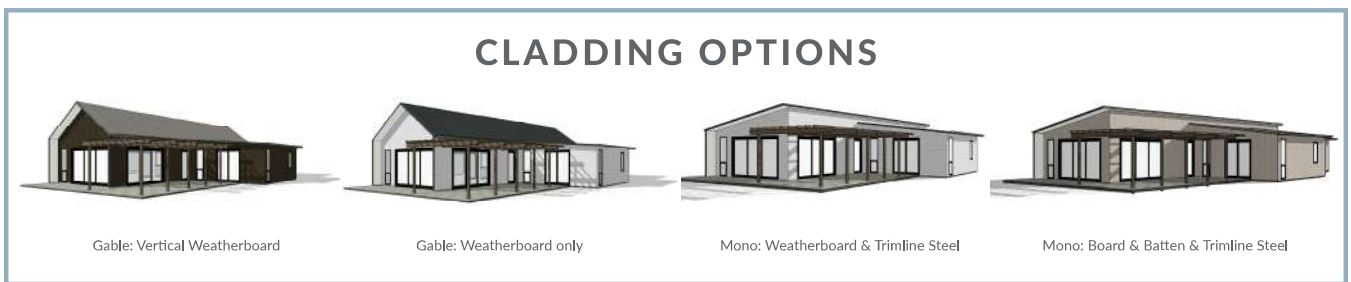 CLADDING OPTIONS
Gable: Vertical Weatherboard
Gable: Weatherboard only
Mono: Weatherboard & Trimline Steel
Mono: Board & Batten & Trimline Steel